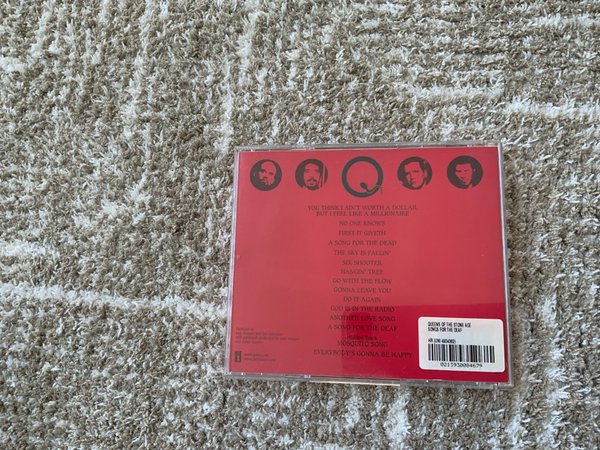 YOU THINK I AIN'T WORTH A DOLLAR,
BUT I FEEL LIKE A MILLIONAIRE
NO ONE KNOWS
FIRST IT GIVETH
A SONG FOR THE DEAD
THE SKY IS FALLIN'
SIX SHOOTER
HANGIN' TREE
GO WITH THE FLOW
GONNA LEAVE YOU
DO IT AGAIN
GOD IS IN THE RADIO
ANOTHER LOVE SONG
A SONG FOR THE DEAF
Hidden Track
MOSQUITO SONG
EVERYBODY'S GONNA BE HAPPY
QUEENS OF THE STONE AGE
SONGS FOR THE DEAF